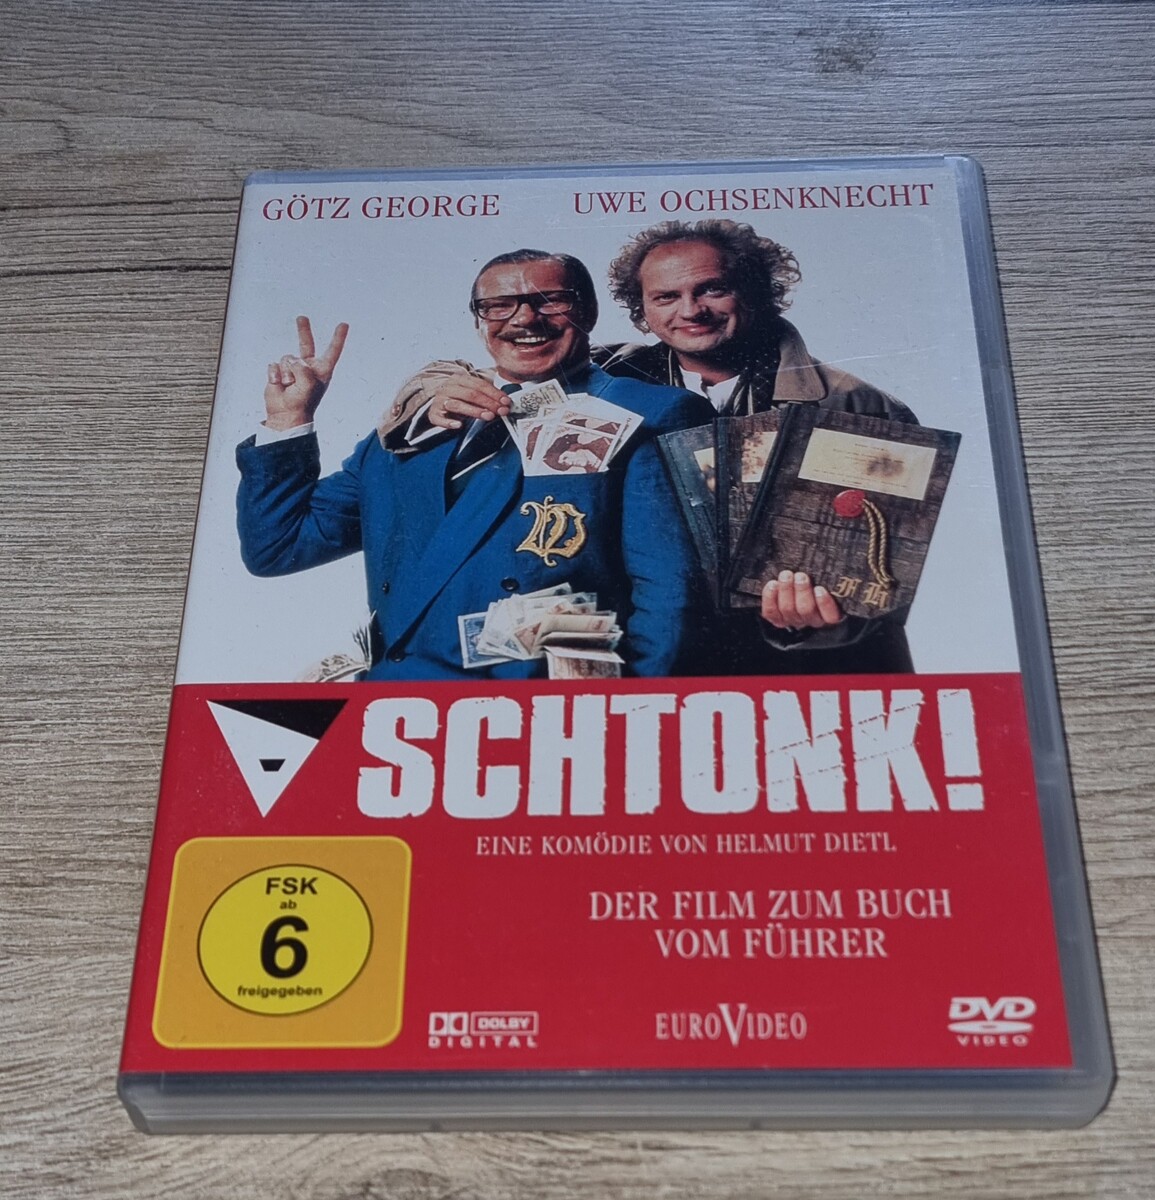 GÖTZ GEORGE UWE OCHSENKNECHT
FH
SCHTONK!
EINE KOMÖDIE VON HELMUT DIETL
DER FILM ZUM BUCH
VOM FÜHRER
FSK
ab
6
freigegeben
DOLBY
DIGITAL
EUROVIDEO
DVD
VIDEO